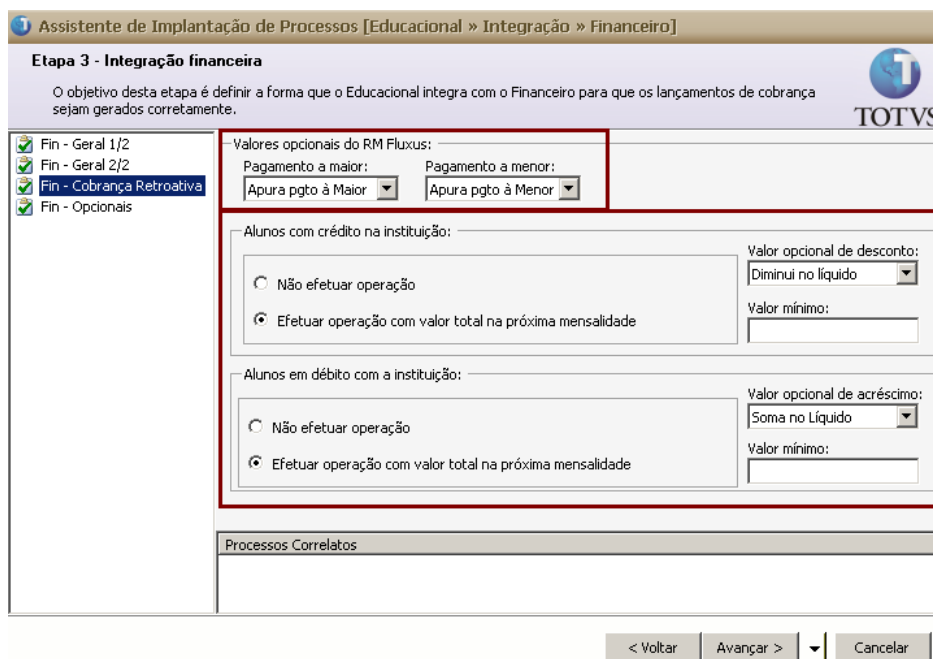 Assistente de Implantação de Processos [Educacional » Integração » Financeiro]
Etapa 3 - Integração financeira
O objetivo desta etapa é definir a forma que o Educacional integra com o Financeiro para que os lançamentos de cobrança
sejam gerados corretamente.
TOTVS
Fin - Geral 1/2
Fin - Geral 2/2
Fin - Cobrança Retroativa
Fin - Opcionais
Valores opcionais do RM Fluxus:
Pagamento a maior: Pagamento a menor:
Apura pgto à Maior Apura pgto à Menor
Alunos com crédito na instituição:
Não efetuar operação
Efetuar operação com valor total na próxima mensalidade
Valor opcional de desconto:
Diminui no líquido
Valor mínimo:
Alunos em débito com a instituição:
Não efetuar operação
Efetuar operação com valor total na próxima mensalidade
Valor opcional de acréscimo:
Soma no Líquido
Valor mínimo:
Processos Correlatos
< Voltar Avançar > Cancelar